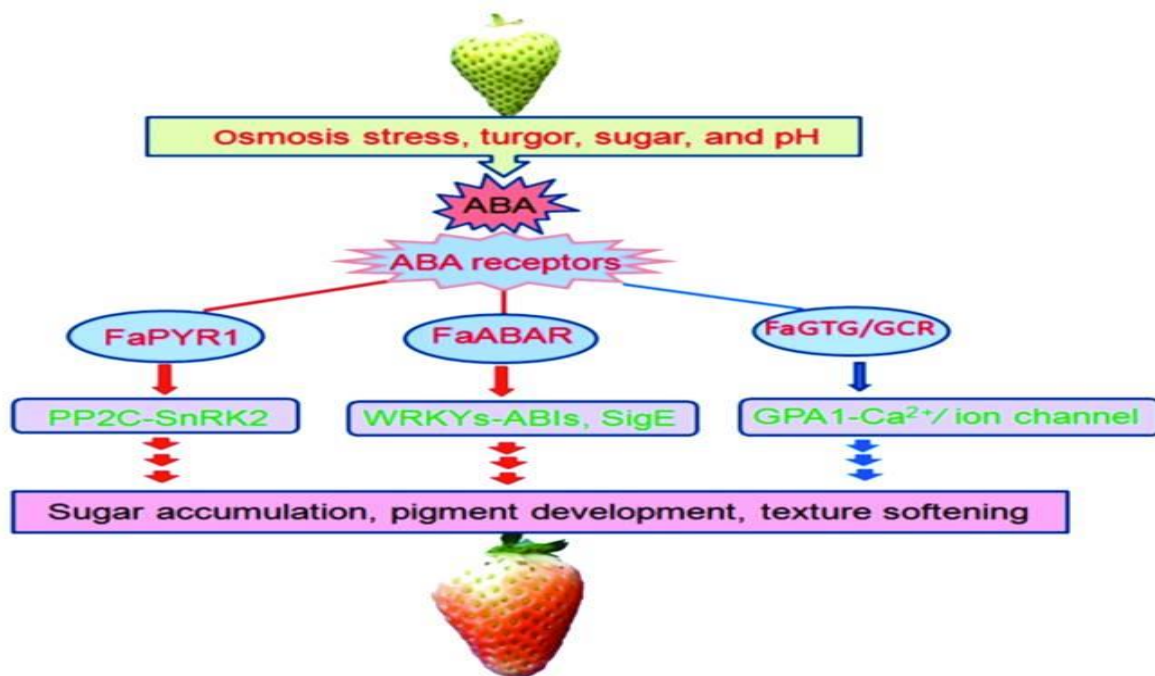 Osmosis stress, turgor, sugar, and pH
ABA
ABA receptors
FaPYR1
FaABAR
FaGTG/GCR
PP2C-SnRK2
WRKYs-ABIs, SigE
GPA1-Ca²⁺/ ion channel
Sugar accumulation, pigment development, texture softening